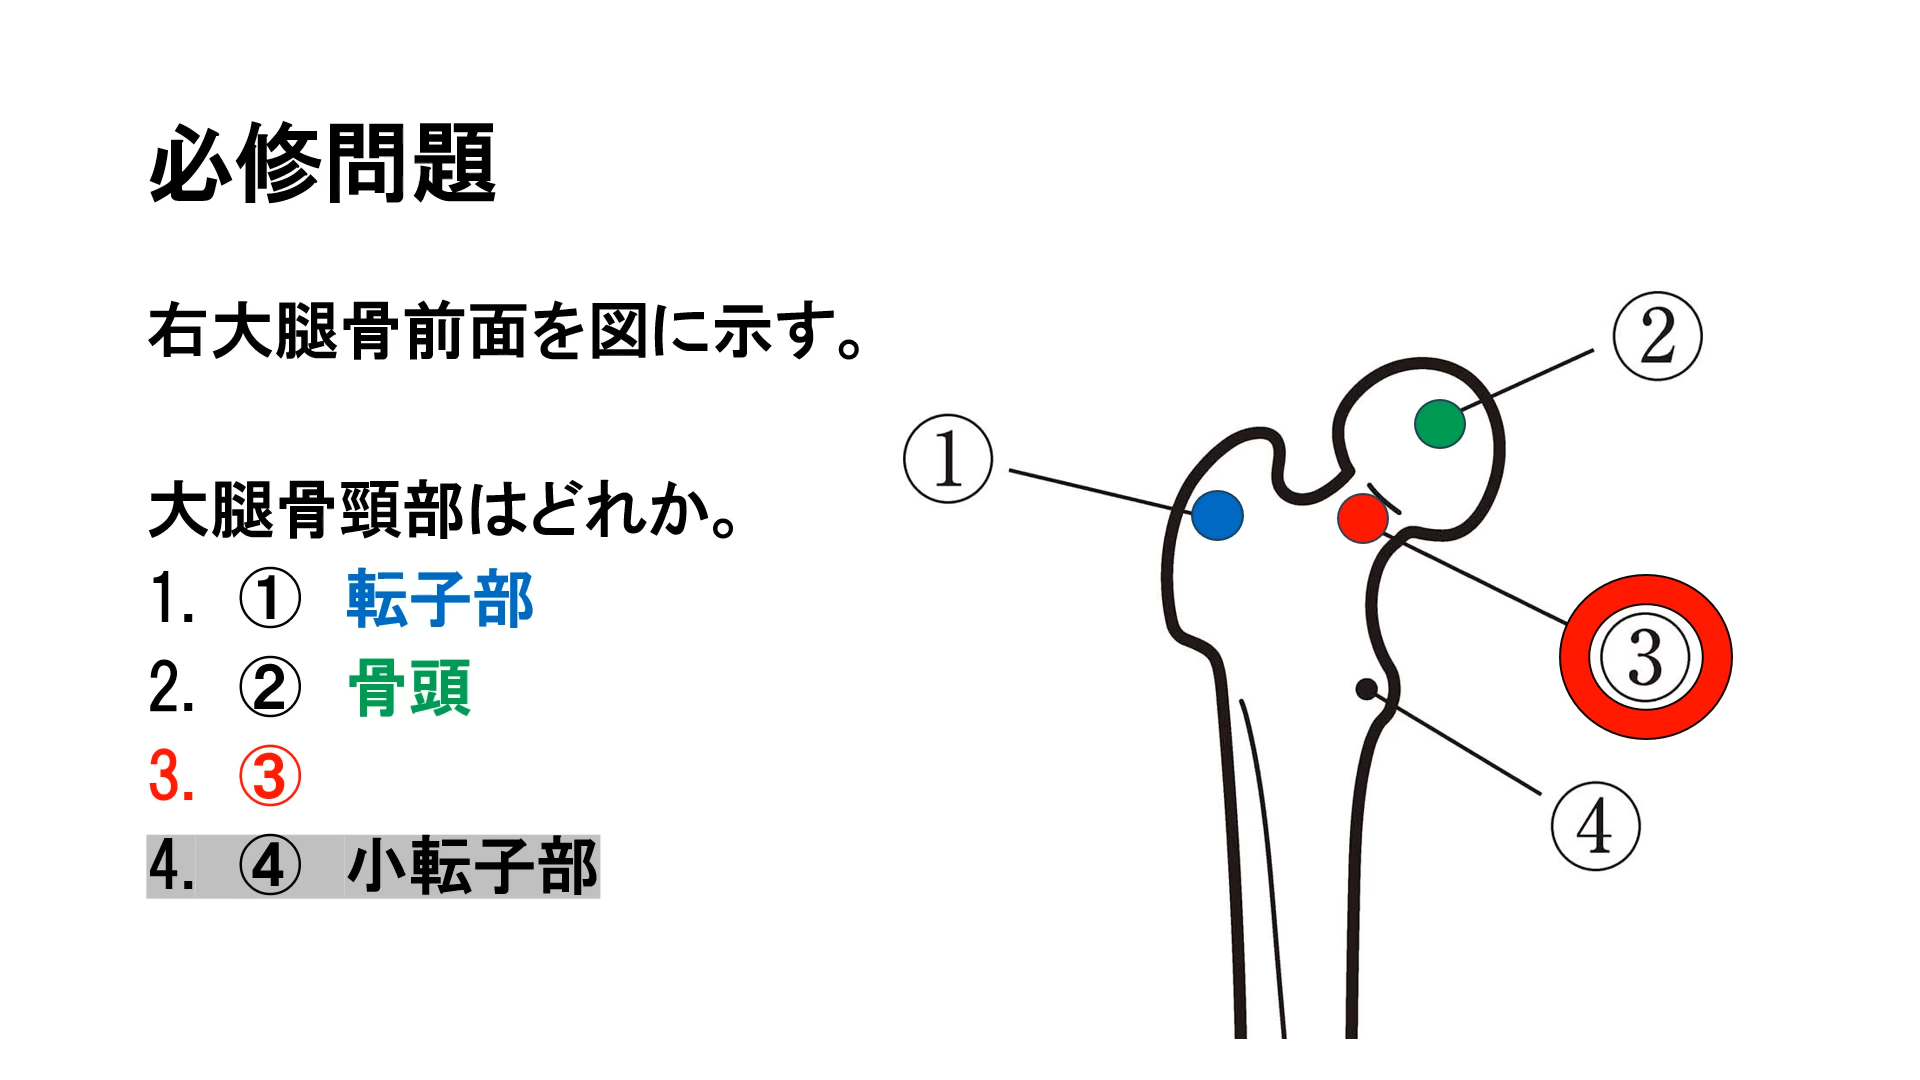 必修問題
右大腿骨前面を図に示す。
大腿骨頸部はどれか。
1. ① 転子部
2. ② 骨頭
3. ③
4. ④ 小転子部
①
②
③
④